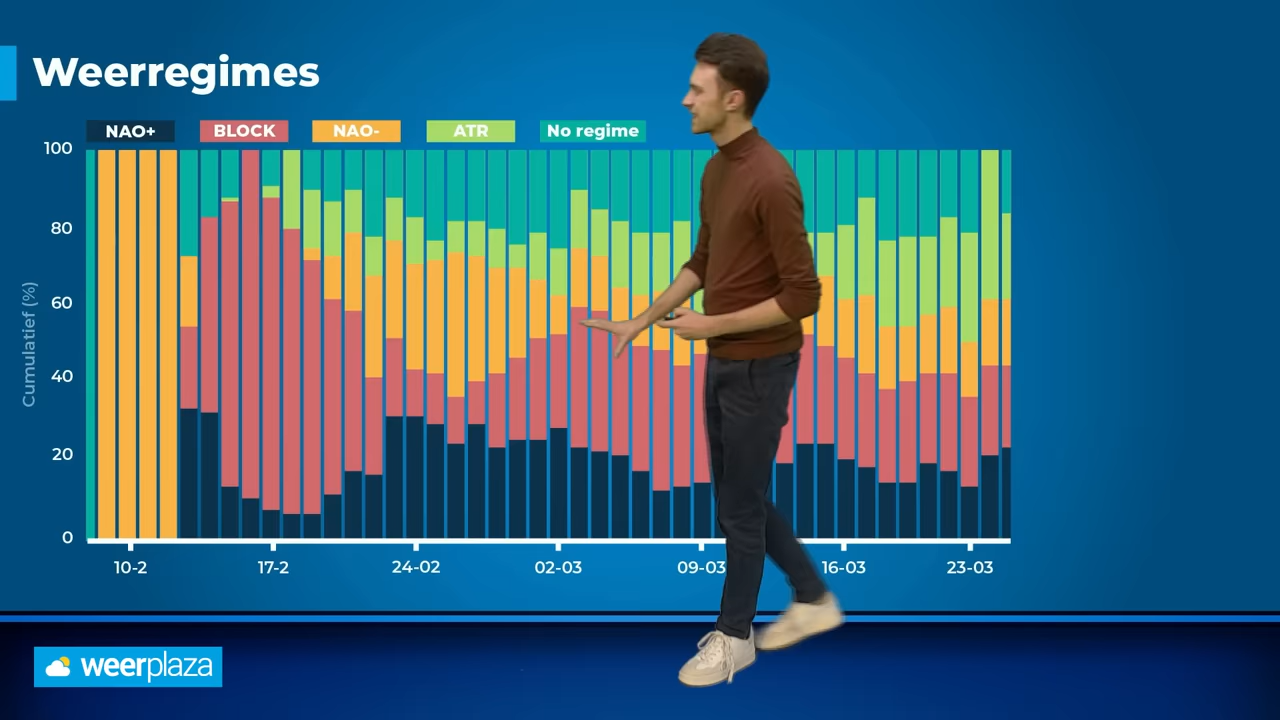 Weerregimes
NAO+ BLOCK NAO- ATR No regime
100
80
60
40
20
0
Cumulatief (%)
10-2 17-2 24-02 02-03 09-03 16-03 23-03
weerplaza